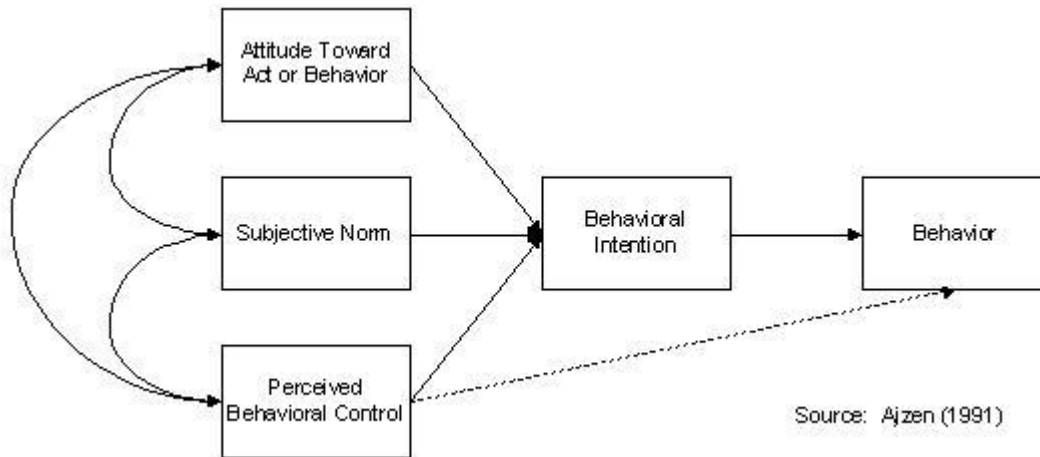 Attitude Toward
Act or Behavior
Subjective Norm
Behavioral
Intention
Behavior
Perceived
Behavioral Control
Source: Ajzen (1991)